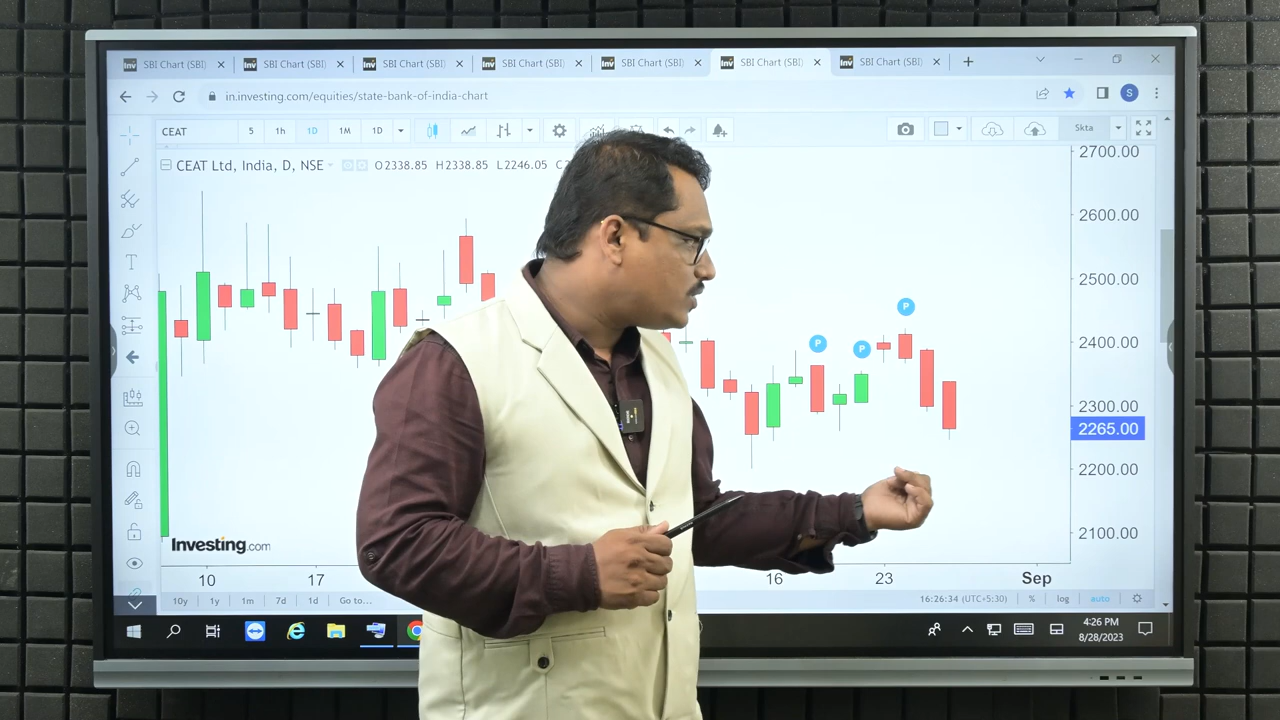 SBI Chart (SBI) SBI Chart (SBI) SBI Chart (SBI) SBI Chart (SBI) SBI Chart (SBI) SBI Chart (SBI) SBI Chart (SBI)
in.investing.com/equities/state-bank-of-india-chart
S
CEAT 5 1h 1D 1M 1D
Skta
CEAT Ltd, India, D, NSE O2338.85 H2338.85 L2246.05
2700.00
2600.00
2500.00
P
P
P
2400.00
2300.00
2265.00
2200.00
2100.00
Investing.com
10 17 16 23 Sep
10y 1y 1m 7d 1d Go to... 16:26:34 (UTC+5:30) % log auto
4:26 PM
8/28/2023